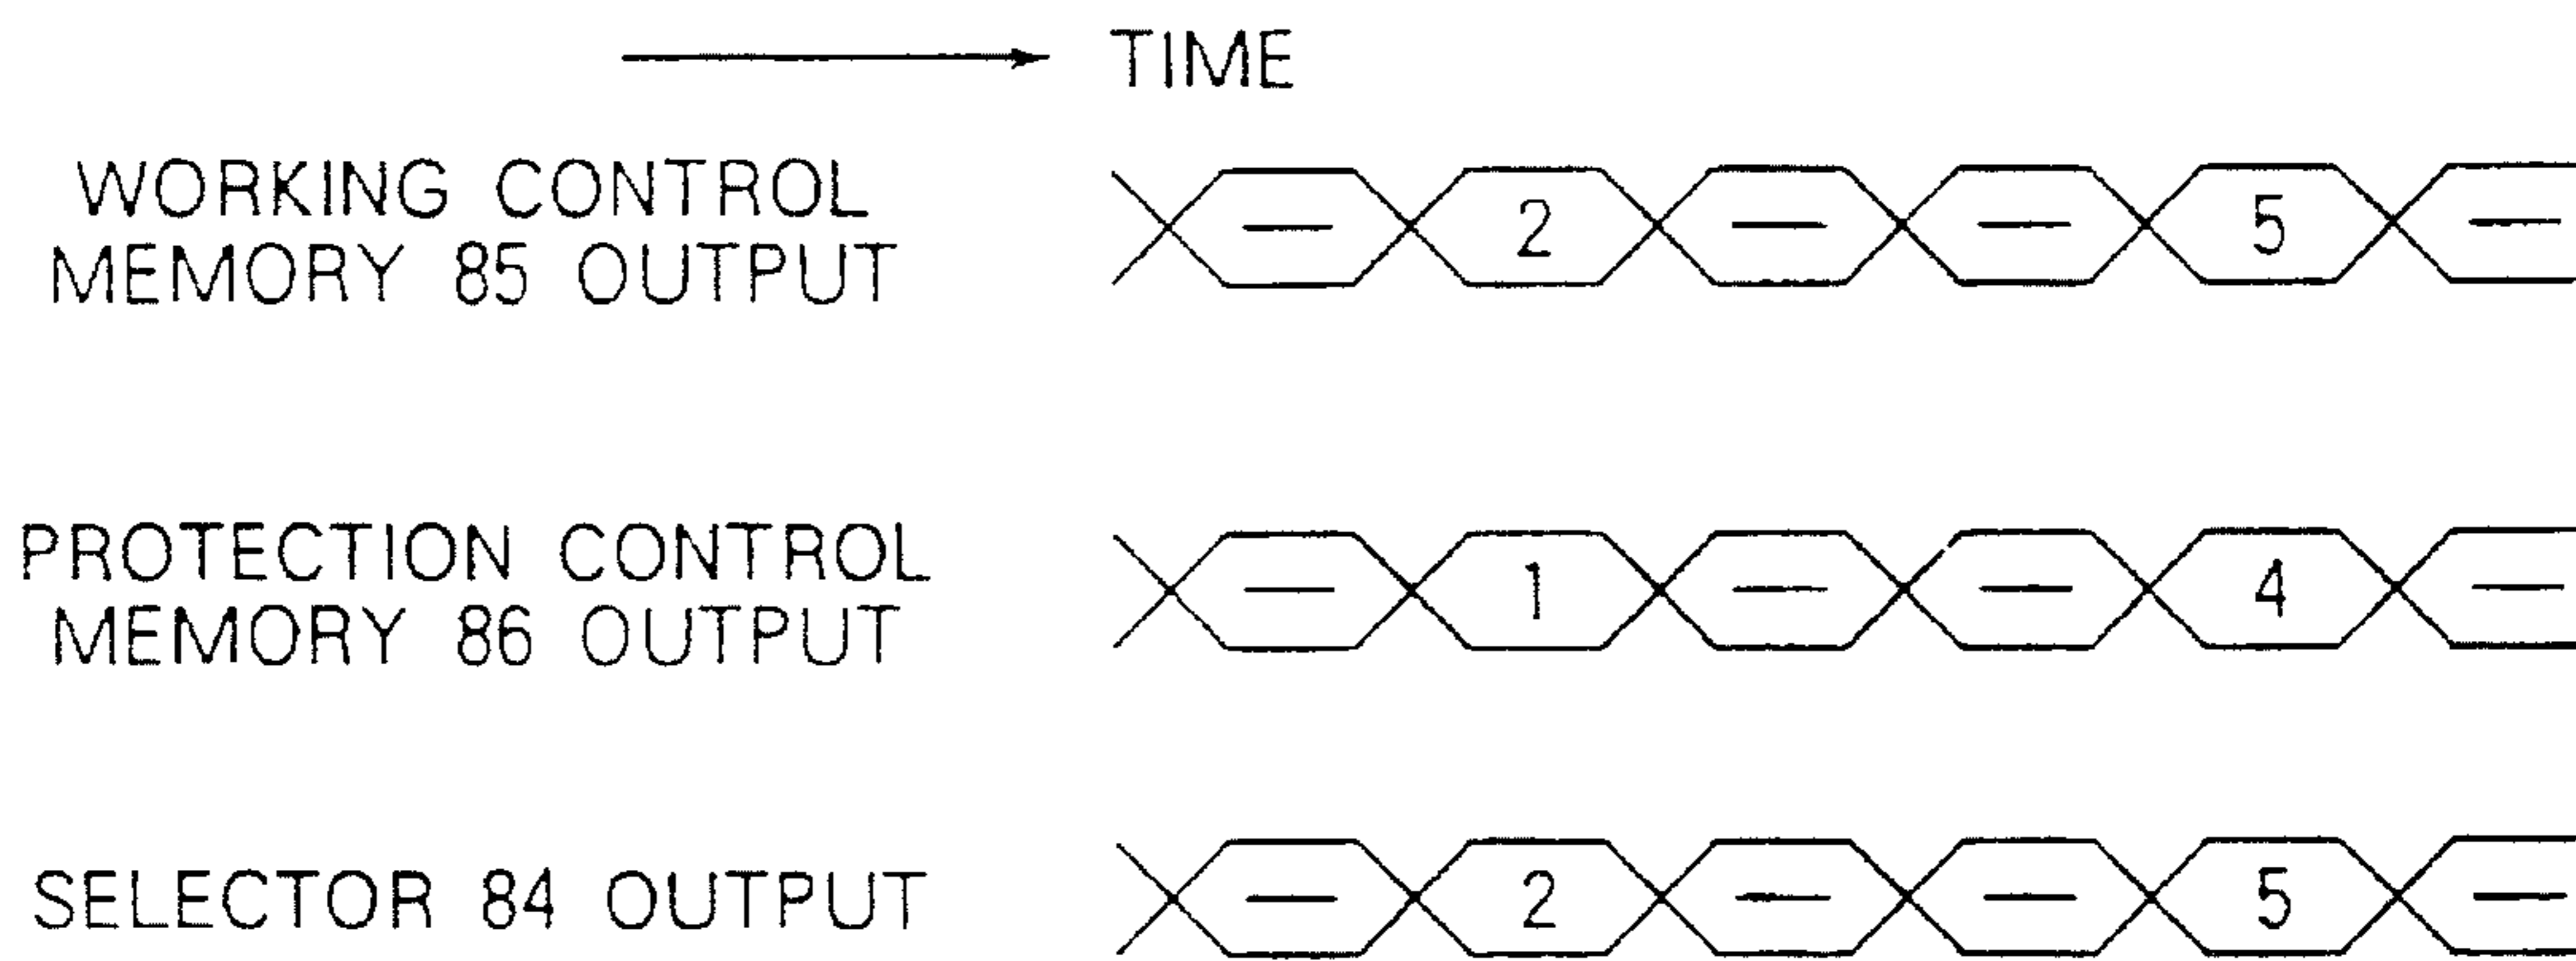 TIME
WORKING CONTROL
MEMORY 85 OUTPUT
— 2 — — 5 —
PROTECTION CONTROL
MEMORY 86 OUTPUT
— 1 — — 4 —
SELECTOR 84 OUTPUT
— 2 — — 5 —